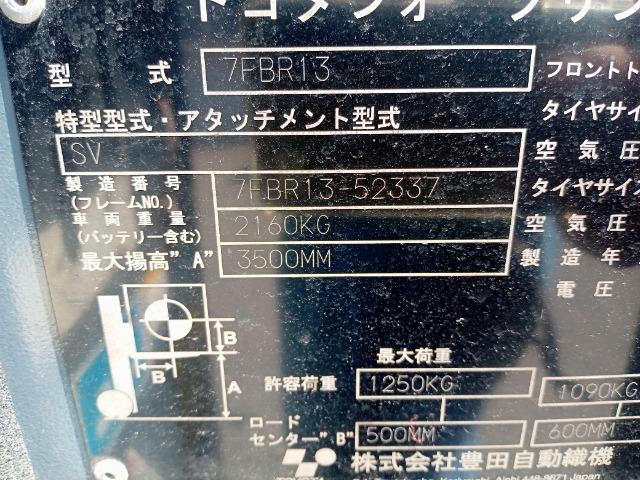 型式 7FBR13 フロントト
タイヤサイ
特型型式・アタッチメント型式
SV 空気圧
製造番号 7FBR13-52337 タイヤサイズ
(フレームNO.)
車両重量 2160KG 空気圧
(バッテリー含む)
最大揚高"A" 3500MM 製造年
電圧
B
B
A
最大荷重
許容荷重 1250KG 1090KG
ロード
センター"B" 500MM 600MM
株式会社豊田自動織機